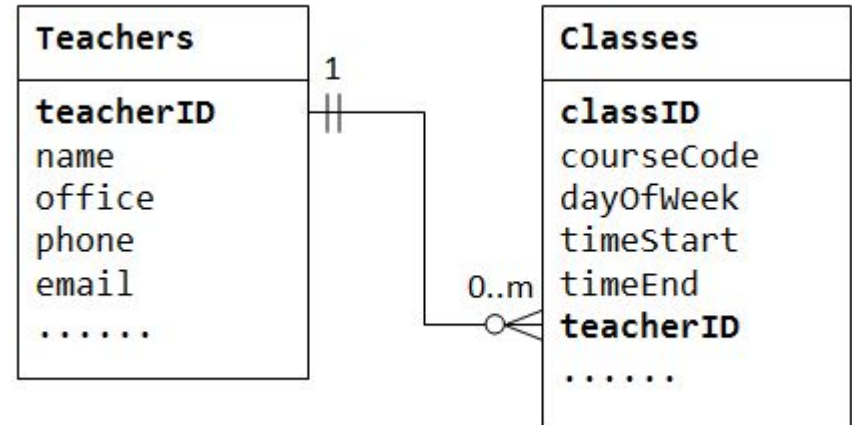 Teachers
teacherID
name
office
phone
email
......
1
0..m
Classes
classID
courseCode
dayOfWeek
timeStart
timeEnd
teacherID
......